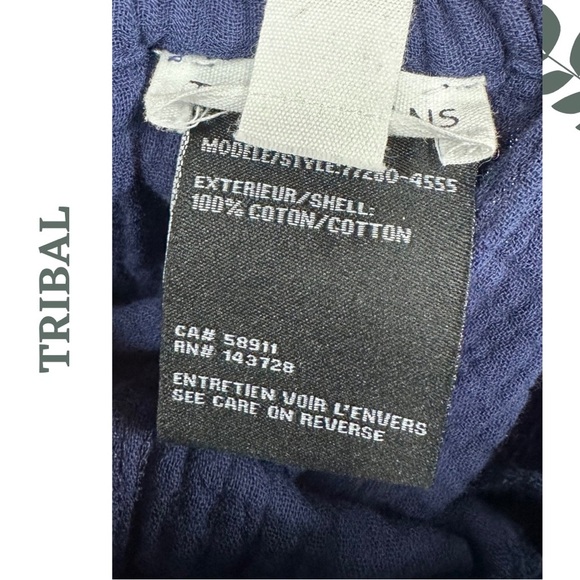 TRIBAL
NS
MODELE/STYLE:77260-4555
EXTERIEUR/SHELL:
100% COTON/COTTON
CA# 58911
RN# 143728
ENTRETIEN VOIR L'ENVERS
SEE CARE ON REVERSE